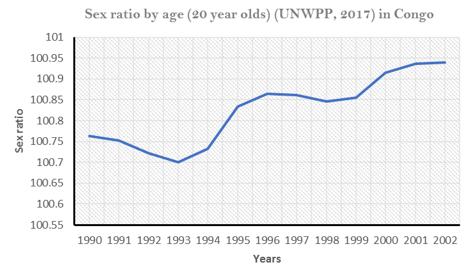 Sex ratio by age (20 year olds) (UNWPP, 2017) in Congo
101
100.95
100.9
100.85
100.8
100.75
100.7
100.65
100.6
100.55
Sex ratio
1990 1991 1992 1993 1994 1995 1996 1997 1998 1999 2000 2001 2002
Years